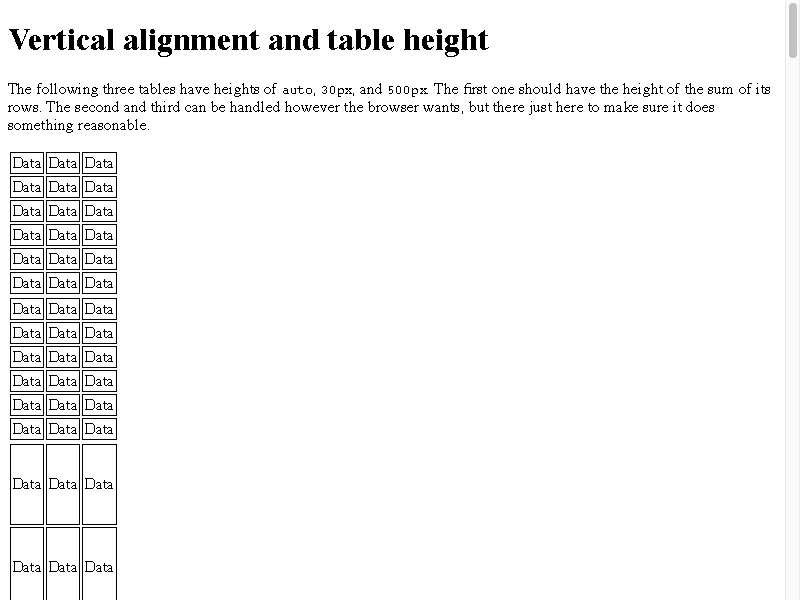 Vertical alignment and table height
The following three tables have heights of auto, 30px, and 500px. The first one should have the height of the sum of its
rows. The second and third can be handled however the browser wants, but there just here to make sure it does
something reasonable.
Data Data Data
Data Data Data
Data Data Data
Data Data Data
Data Data Data
Data Data Data
Data Data Data
Data Data Data
Data Data Data
Data Data Data
Data Data Data
Data Data Data
Data Data Data
Data Data Data